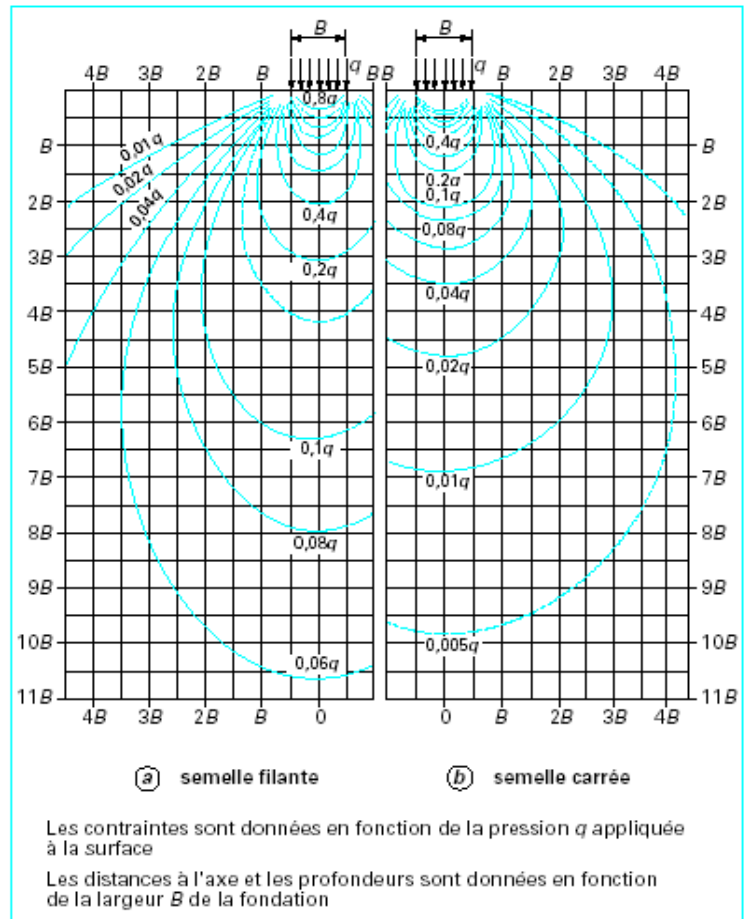 B B
q q
4B 3B 2B B B B B 2B 3B 4B
0,8q
0,01q
0,02q
0,04q
0,4q
0,2q
0,1q
0,08q
0,06q
0,4q
0,2q
0,1q
0,08q
0,04q
0,02q
0,01q
0,005q
B B
2B 2B
3B 3B
4B 4B
5B 5B
6B 6B
7B 7B
8B 8B
9B 9B
10B 10B
11B 11B
4B 3B 2B B 0 0 B 2B 3B 4B
a semelle filante b semelle carrée
Les contraintes sont données en fonction de la pression q appliquée
à la surface
Les distances à l'axe et les profondeurs sont données en fonction
de la largeur B de la fondation